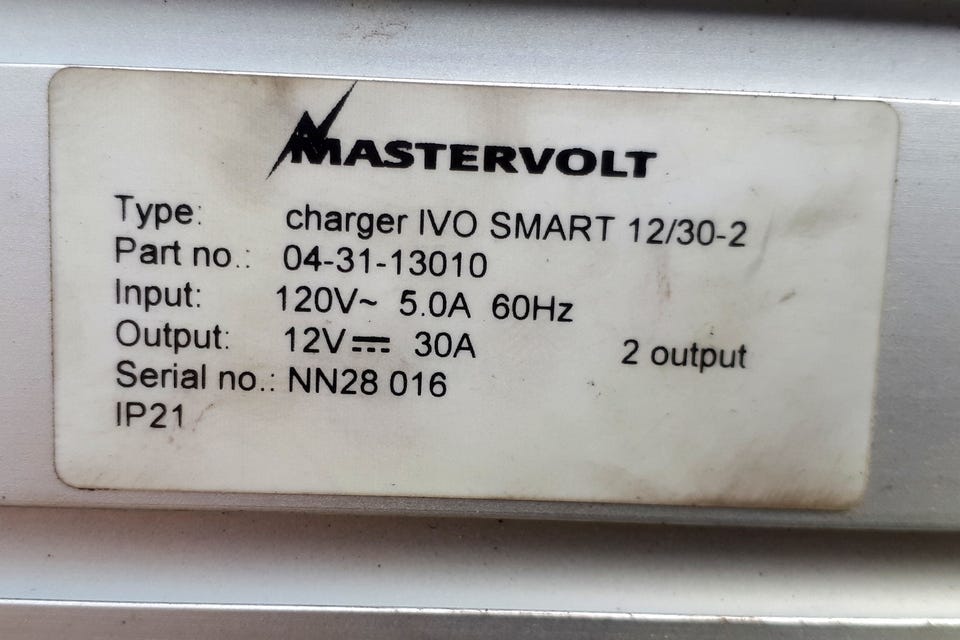 MASTERVOLT
Type: charger IVO SMART 12/30-2
Part no.: 04-31-13010
Input: 120V~ 5.0A 60Hz
Output: 12V⎓ 30A 2 output
Serial no.: NN28 016
IP21